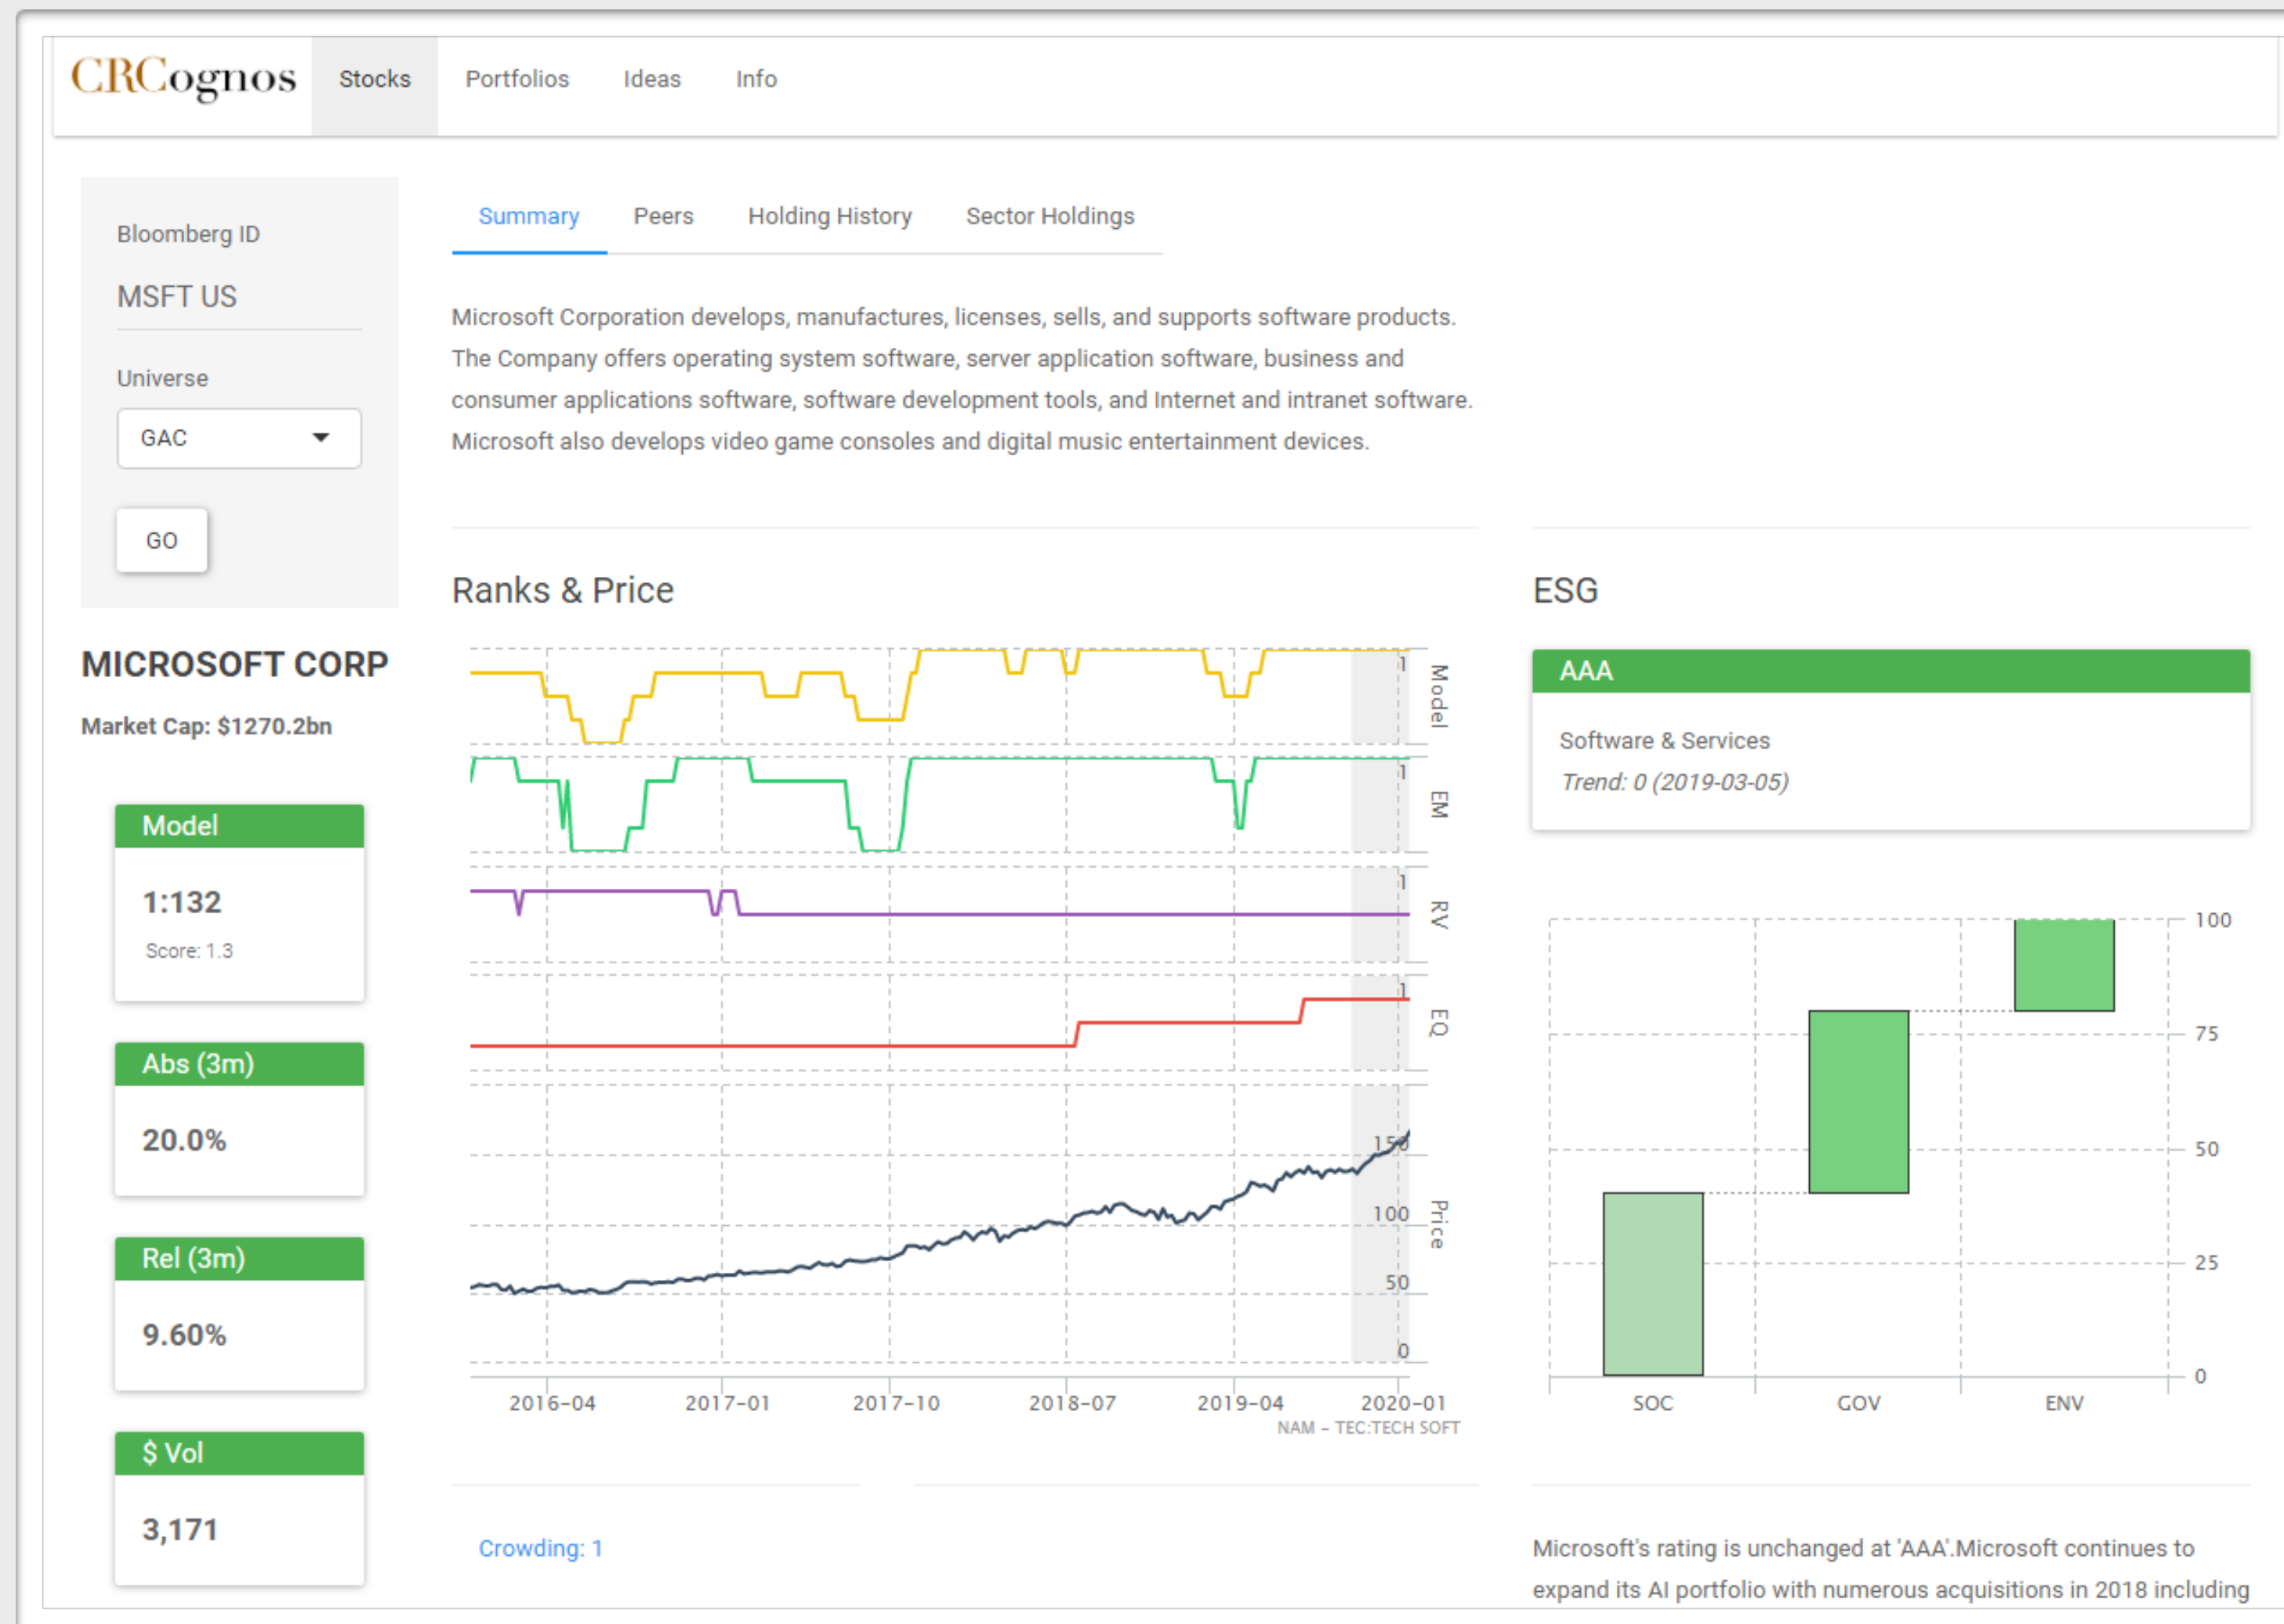 CRCognos
Stocks
Portfolios
Ideas
Info
Bloomberg ID
MSFT US
Universe
GAC
GO
MICROSOFT CORP
Market Cap: $1270.2bn
Model
1:132
Score: 1.3
Abs (3m)
20.0%
Rel (3m)
9.60%
$ Vol
3,171
Summary
Peers
Holding History
Sector Holdings
Microsoft Corporation develops, manufactures, licenses, sells, and supports software products.
The Company offers operating system software, server application software, business and
consumer applications software, software development tools, and Internet and intranet software.
Microsoft also develops video game consoles and digital music entertainment devices.
Ranks & Price
1
Model
1
EM
1
RV
1
EQ
150
100
50
0
Price
2016-04
2017-01
2017-10
2018-07
2019-04
2020-01
NAM - TEC:TECH SOFT
Crowding: 1
ESG
AAA
Software & Services
Trend: 0 (2019-03-05)
100
75
50
25
0
SOC
GOV
ENV
Microsoft's rating is unchanged at 'AAA'.Microsoft continues to
expand its AI portfolio with numerous acquisitions in 2018 including